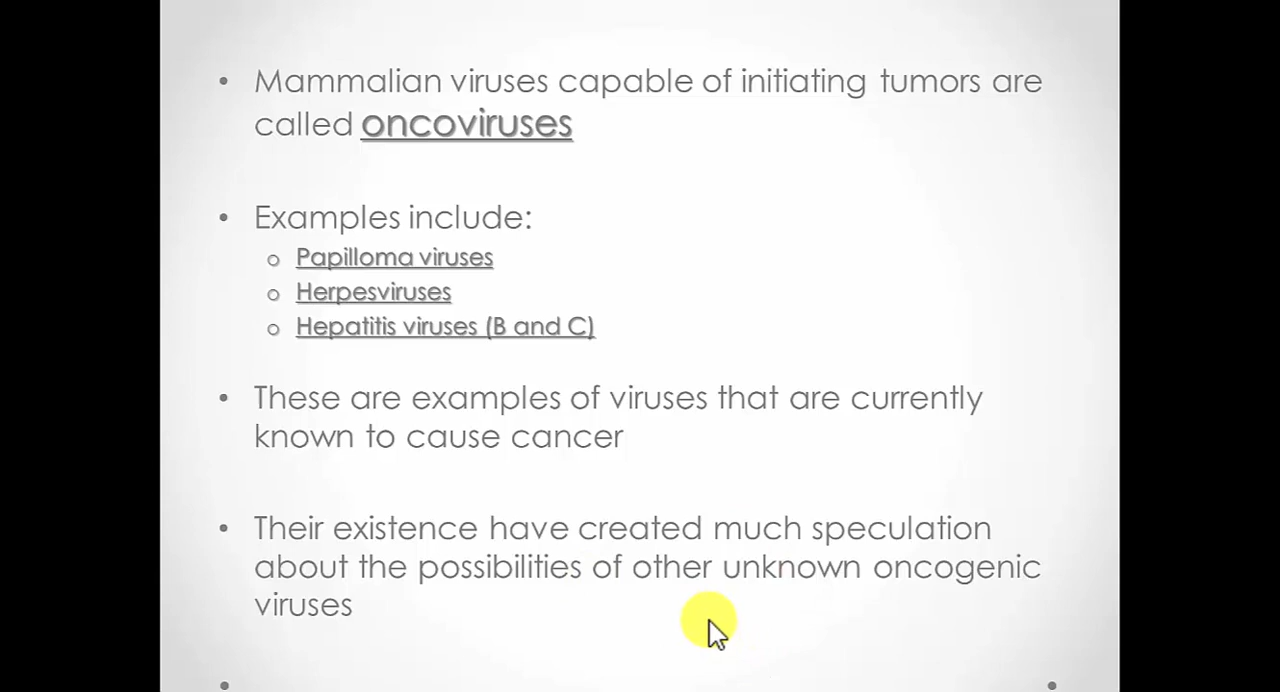 • Mammalian viruses capable of initiating tumors are
called oncoviruses
• Examples include:
o Papilloma viruses
o Herpesviruses
o Hepatitis viruses (B and C)
• These are examples of viruses that are currently
known to cause cancer
• Their existence have created much speculation
about the possibilities of other unknown oncogenic
viruses